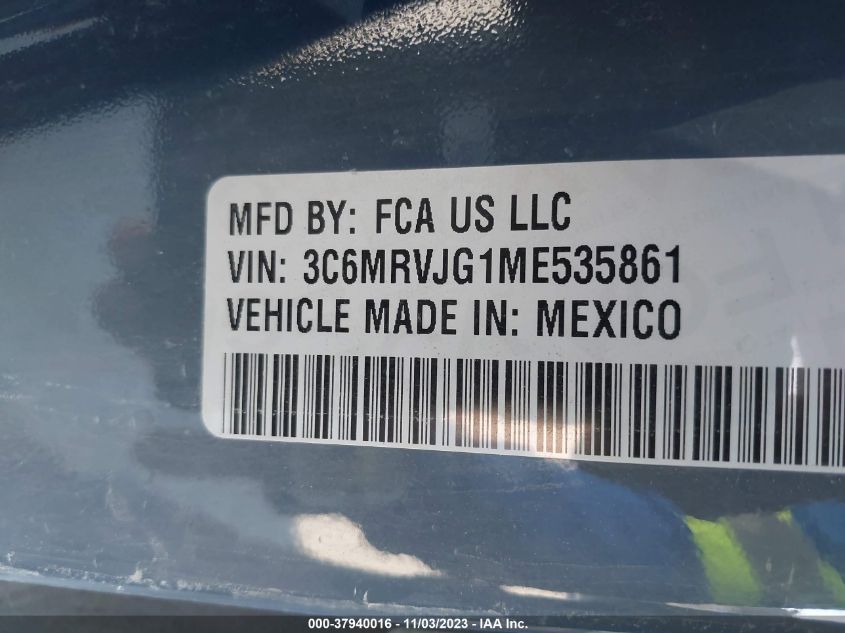 MFD BY: FCA US LLC
VIN: 3C6MRVJG1ME535861
VEHICLE MADE IN: MEXICO
000-37940016 - 11/03/2023 - IAA Inc.